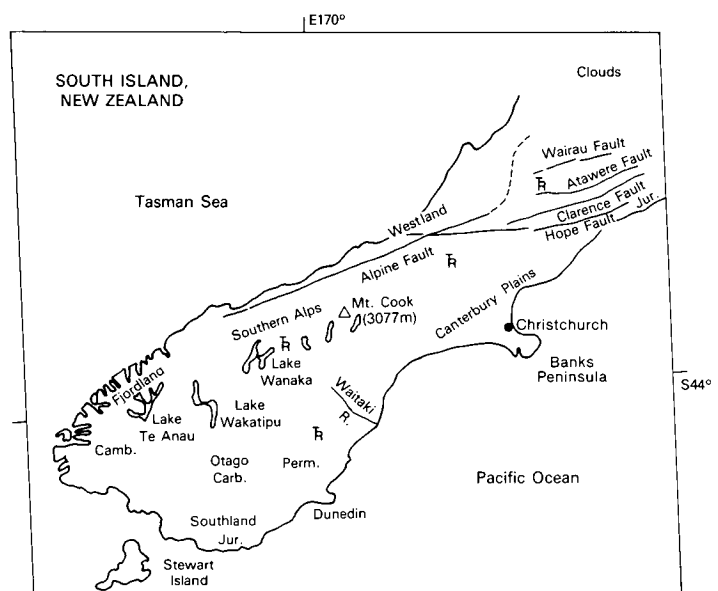 E170°
SOUTH ISLAND,
NEW ZEALAND
Clouds
Wairau Fault
Atawere Fault
Ћ
Clarence Fault
Jur.
Hope Fault
Tasman Sea
Westland
Alpine Fault
Ћ
Canterbury Plains
Mt. Cook
(3077m)
Southern Alps
Ћ
Christchurch
Lake
Wanaka
Banks
Peninsula
S44°
Fjordland
Waitaki
R.
Lake
Wakatipu
Lake
Te Anau
Ћ
Camb.
Otago
Carb.
Perm.
Pacific Ocean
Dunedin
Southland
Jur.
Stewart
Island